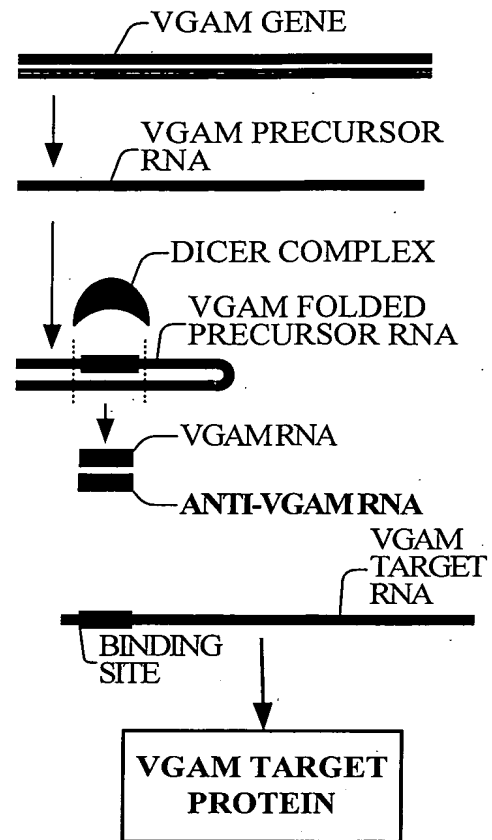 VGAM GENE
VGAM PRECURSOR
RNA
DICER COMPLEX
VGAM FOLDED
PRECURSOR RNA
VGAM RNA
ANTI-VGAM RNA
VGAM
TARGET
RNA
BINDING
SITE
VGAM TARGET
PROTEIN